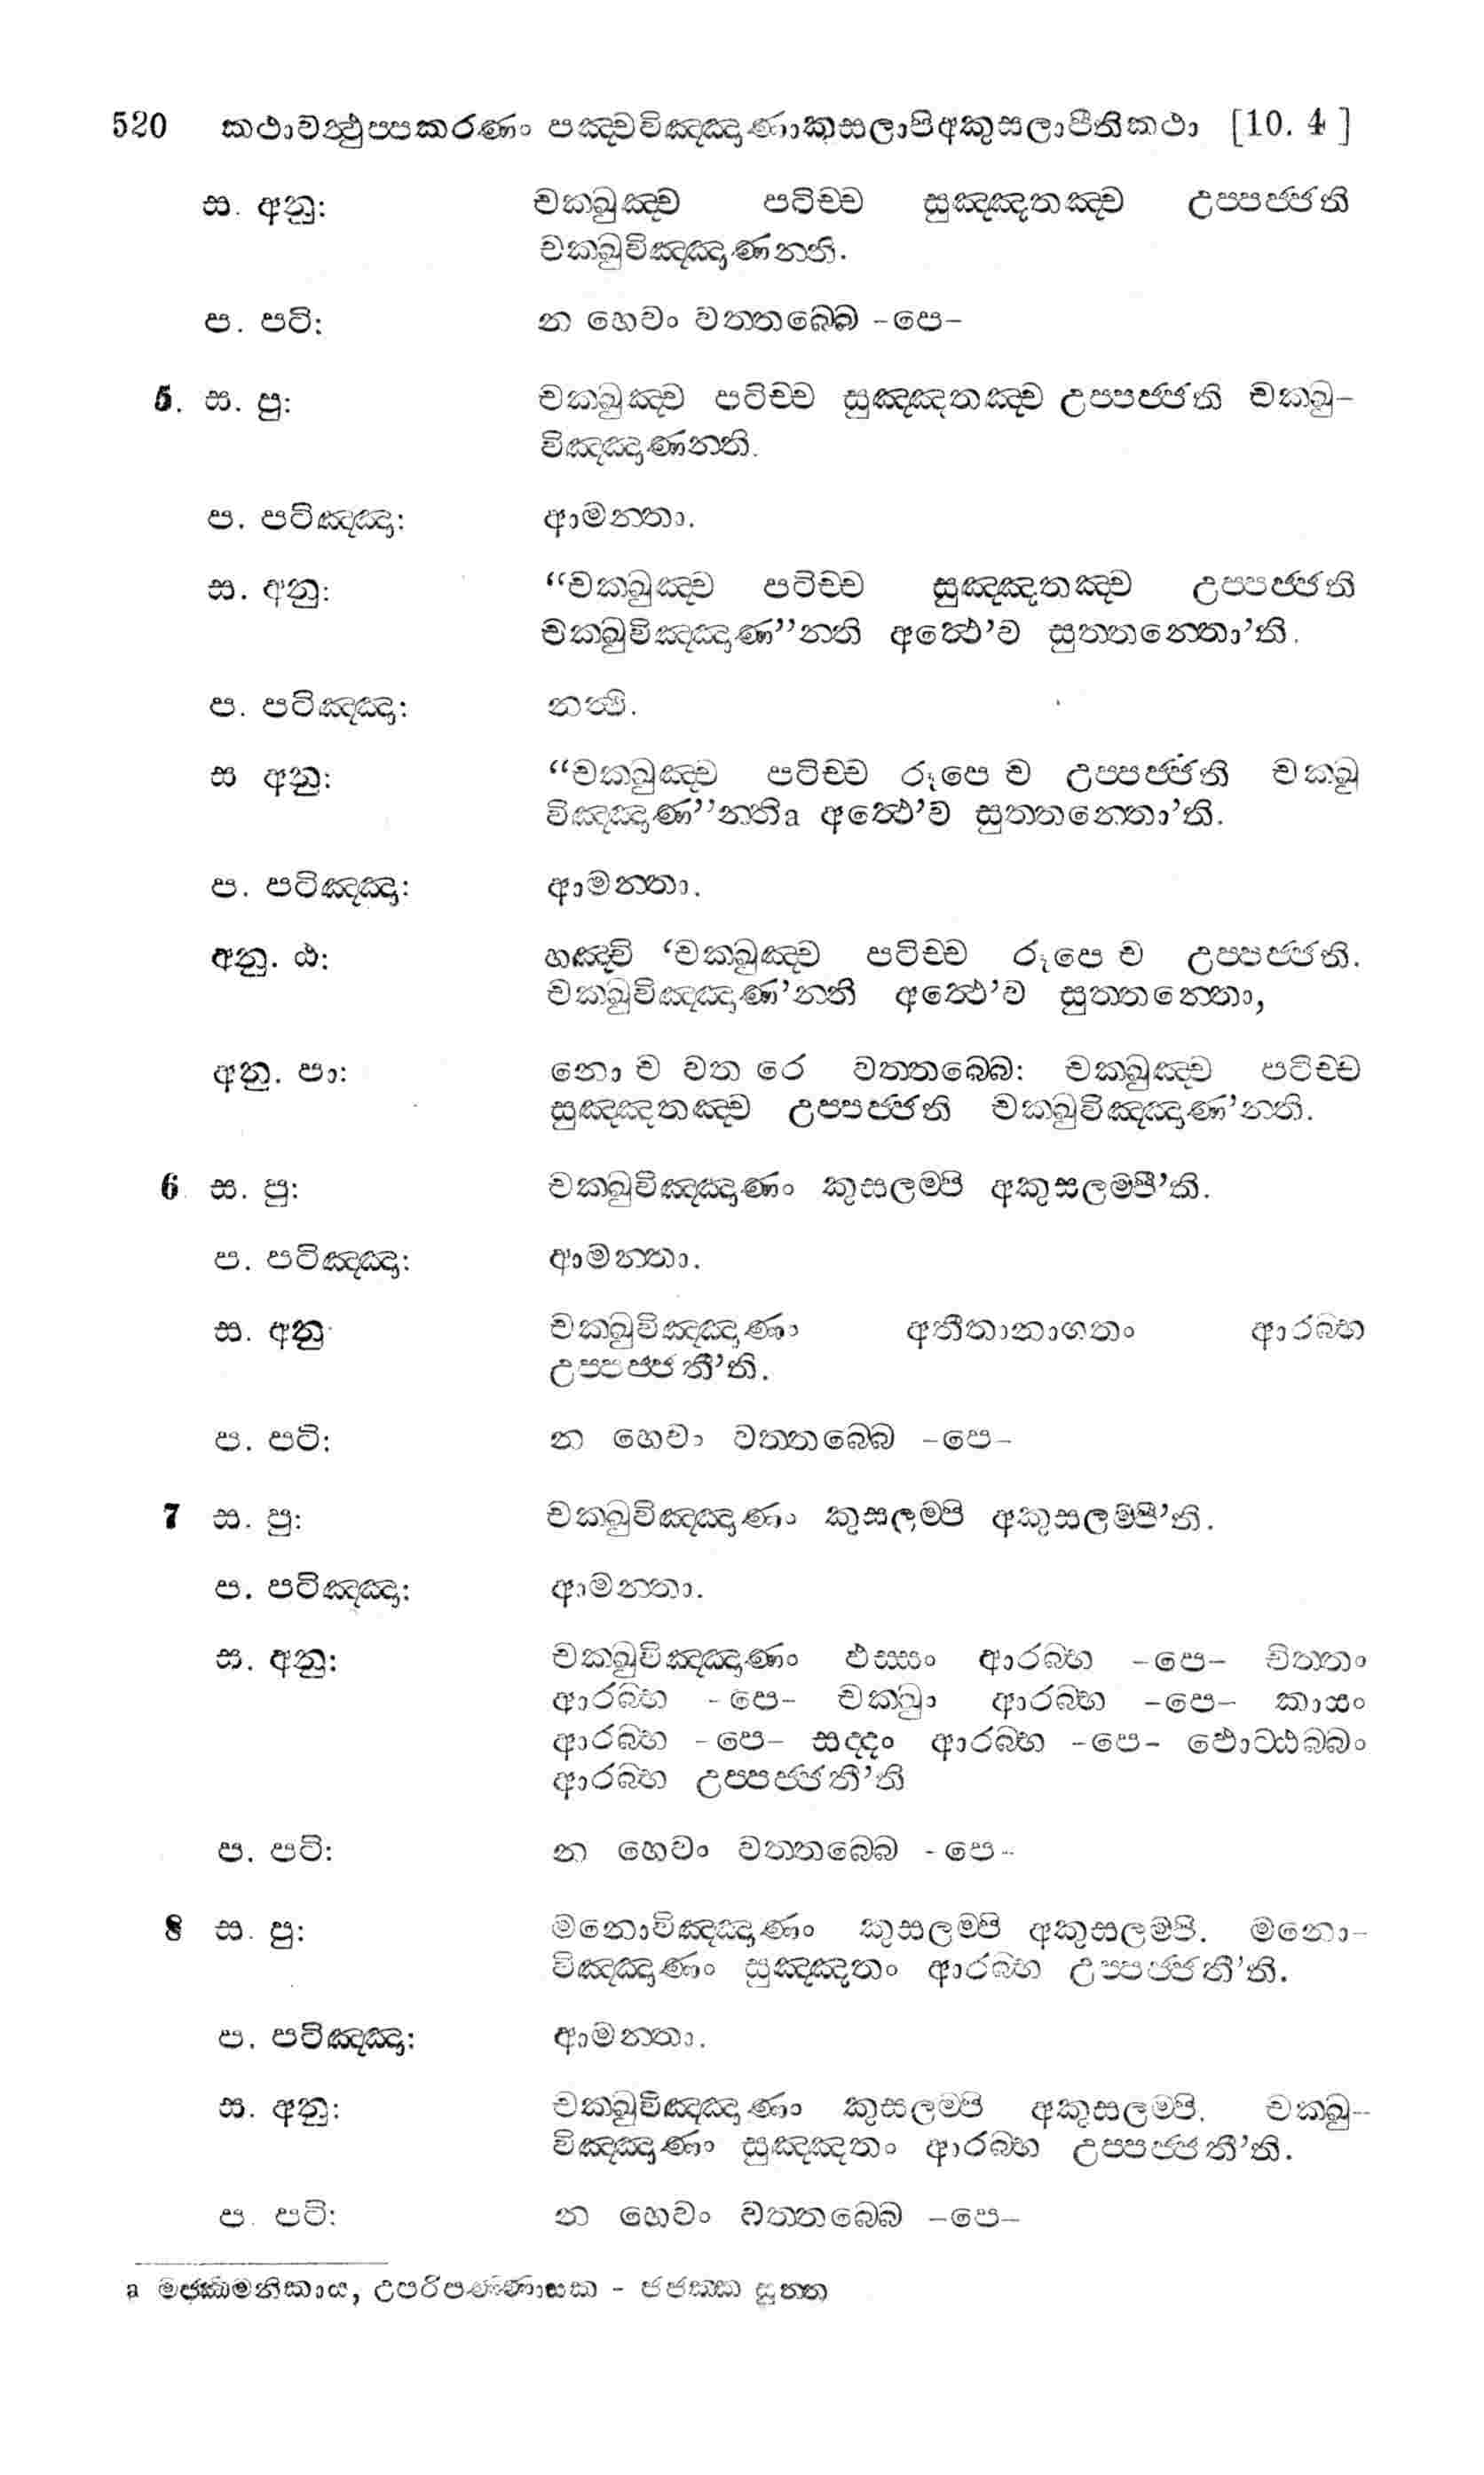 520 කථාවත්‍ථුප්පකරණං පඤ්චවිඤ්ඤාණාකුසලාපිඅකුසලාපීතිකථා [10. 4]
ස. අනු: චක්ඛුඤ්ච පටිච්ච සුඤ්ඤතඤ්ච උප්පජ්ජති
චක්ඛුවිඤ්ඤාණන්ති.
ප. පටි: න හෙවං වත්තබ්බෙ -පෙ-
5. ස. පු: චක්ඛුඤ්ච පටිච්ච සුඤ්ඤතඤ්ච උප්පජ්ජති චක්ඛු-
විඤ්ඤාණන්ති.
ප. පටිඤ්ඤා: ආමන්තා.
ස. අනු: “චක්ඛුඤ්ච පටිච්ච සුඤ්ඤතඤ්ච උප්පජ්ජති
චක්ඛුවිඤ්ඤාණ”න්ති අත්ථෙ’ව සුත්තන්තො’ති.
ප. පටිඤ්ඤා: නත්ථි.
ස අනු: “චක්ඛුඤ්ච පටිච්ච රූපෙ ච උප්පජ්ජති චක්ඛු
විඤ්ඤාණ”න්තිa අත්ථෙ’ව සුත්තන්තො’ති.
ප. පටිඤ්ඤා: ආමන්තා.
අනු. ඨ: හඤ්චි ‘චක්ඛුඤ්ච පටිච්ච රූපෙ ච උප්පජ්ජති.
චක්ඛුවිඤ්ඤාණ’න්ති අත්ථෙ’ව සුත්තන්තො,
අනු. පා: නො ච වත රෙ වත්තබ්බෙ: චක්ඛුඤ්ච පටිච්ච
සුඤ්ඤතඤ්ච උප්පජ්ජති චක්ඛුවිඤ්ඤාණ’න්ති.
6 ස. පු: චක්ඛුවිඤ්ඤාණං කුසලම්පි අකුසලම්පී’ති.
ප. පටිඤ්ඤා: ආමන්තා.
ස. අනු චක්ඛුවිඤ්ඤාණං අතීතානාගතං ආරබ්භ
උප්පජ්ජතී’ති.
ප. පටි: න හෙවං වත්තබ්බෙ -පෙ-
7 ස. පු: චක්ඛුවිඤ්ඤාණං කුසලම්පි අකුසලම්පී’ති.
ප. පටිඤ්ඤා: ආමන්තා.
ස. අනු: චක්ඛුවිඤ්ඤාණං ඵස්සං ආරබ්භ -පෙ- චිත්තං
ආරබ්භ -පෙ- චක්ඛුං ආරබ්භ -පෙ- කායං
ආරබ්භ -පෙ- සද්දං ආරබ්භ -පෙ- ඵොට්ඨබ්බං
ආරබ්භ උප්පජ්ජතී’ති
ප. පටි: න හෙවං වත්තබ්බෙ -පෙ-
8 ස. පු: මනොවිඤ්ඤාණං කුසලම්පි අකුසලම්පි. මනො-
විඤ්ඤාණං සුඤ්ඤතං ආරබ්භ උප්පජ්ජතී’ති.
ප. පටිඤ්ඤා: ආමන්තා.
ස. අනු: චක්ඛුවිඤ්ඤාණං කුසලම්පි අකුසලම්පි. චක්ඛු-
විඤ්ඤාණං සුඤ්ඤතං ආරබ්භ උප්පජ්ජතී’ති.
ප. පටි: න හෙවං වත්තබ්බෙ -පෙ-
a මජ්ඣිමනිකාය, උපරිපණ්ණාසක - ඡඡක්ක සුත්ත